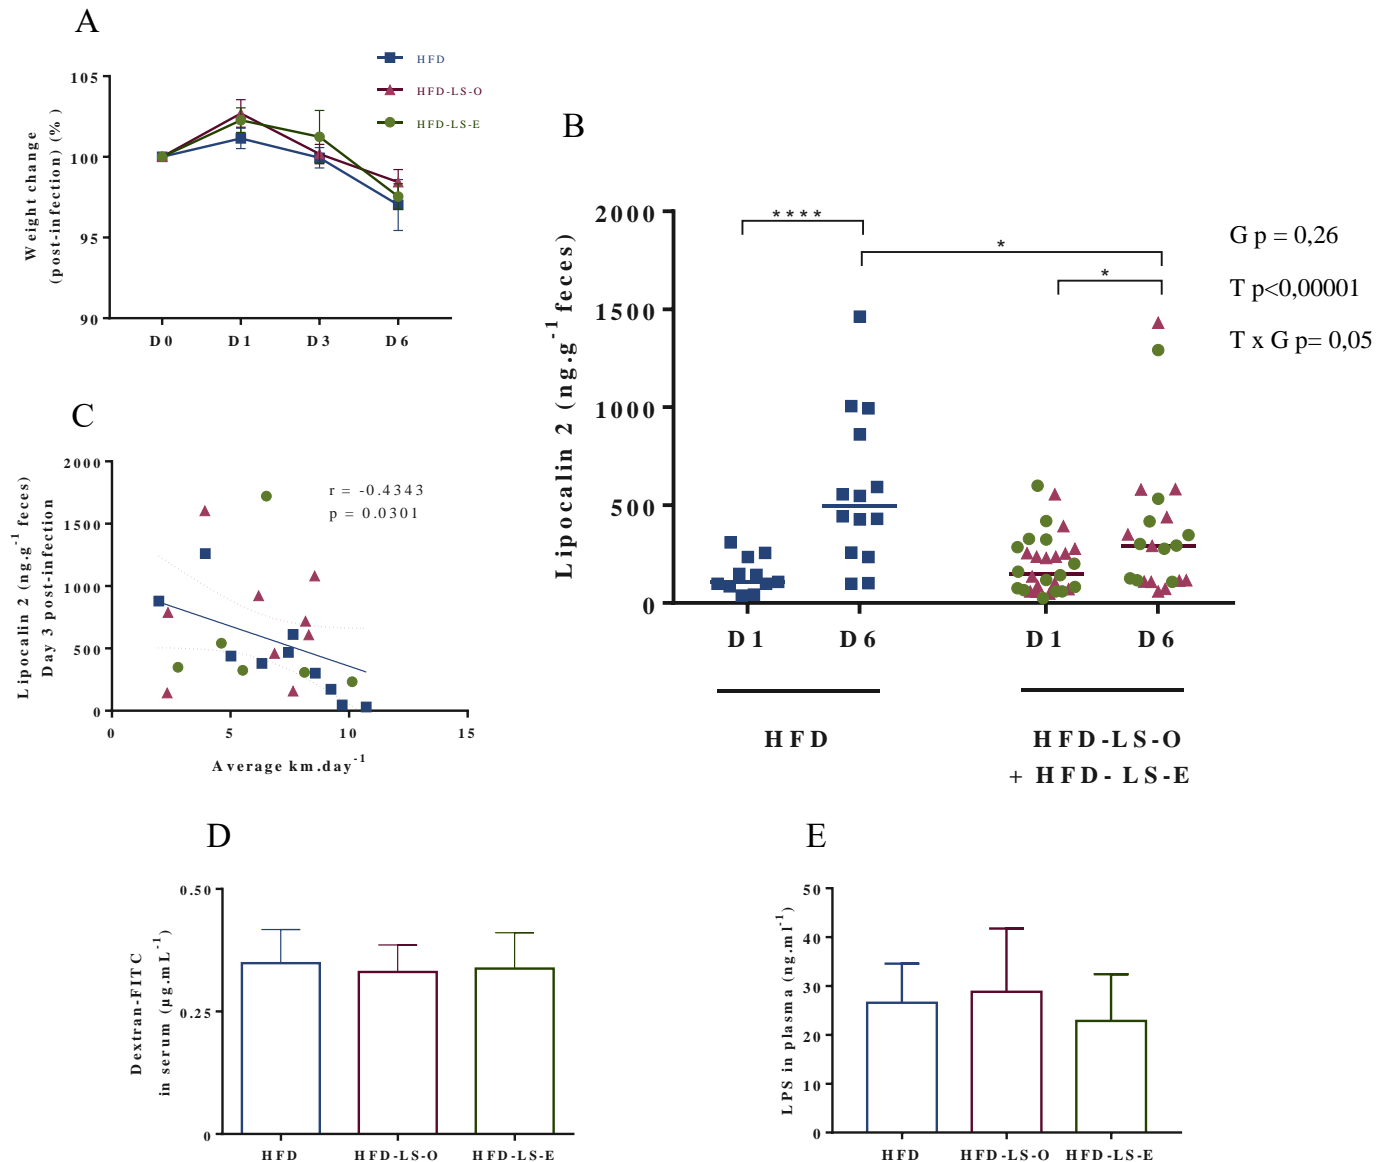 A
HFD
HFD-LS-O
HFD-LS-E
Weight change
(post-infection) (% )
105
100
95
90
D0 D1 D3 D6
B
Lipocalin 2 (ng.g-1 feces)
2000
1500
1000
500
0
****
*
*
G p = 0,26
T p<0,00001
T x G p= 0,05
D1 D6 D1 D6
HFD
HFD-LS-O
+ HFD- LS-E
C
Lipocalin 2 (ng.g-1 feces)
Day 3 post-infection
2000
1500
1000
500
0
r = -0.4343
p = 0.0301
0 5 10 15
Average km.day-1
D
Dextran-FITC
in serum (µg.mL-1)
0.50
0.25
0
HFD HFD-LS-O HFD-LS-E
E
LPS in plasma (ng.ml-1)
50
40
30
20
10
0
HFD HFD-LS-O HFD-LS-E